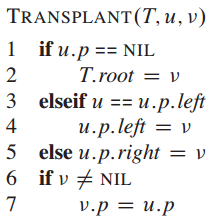 TRANSPLANT(T, u, v)
1 if u.p == NIL
2 T.root = v
3 elseif u == u.p.left
4 u.p.left = v
5 else u.p.right = v
6 if v ≠ NIL
7 v.p = u.p